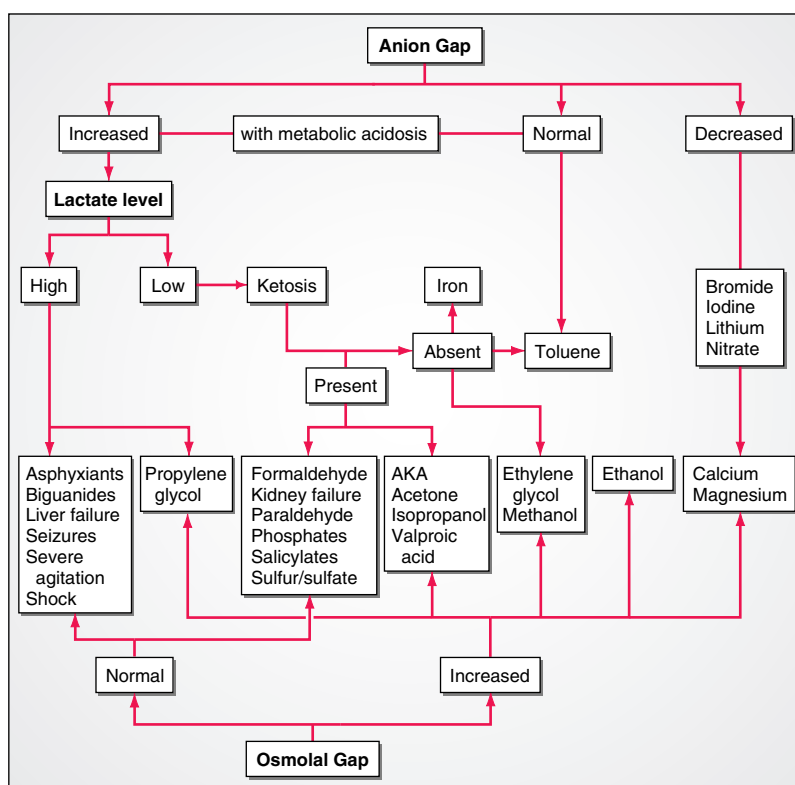 Anion Gap
Increased
with metabolic acidosis
Normal
Decreased
Lactate level
High
Low
Ketosis
Iron
Bromide
Iodine
Lithium
Nitrate
Absent
Toluene
Present
Asphyxiants
Biguanides
Liver failure
Seizures
Severe
agitation
Shock
Propylene
glycol
Formaldehyde
Kidney failure
Paraldehyde
Phosphates
Salicylates
Sulfur/sulfate
AKA
Acetone
Isopropanol
Valproic
acid
Ethylene
glycol
Methanol
Ethanol
Calcium
Magnesium
Normal
Increased
Osmolal Gap